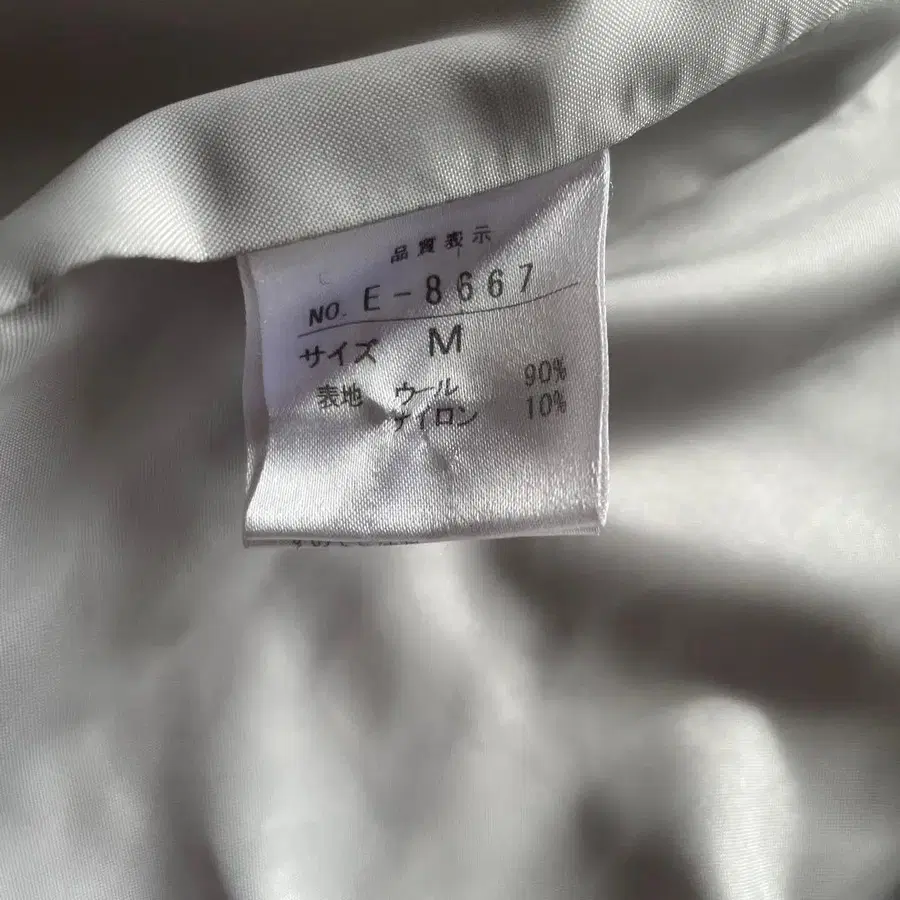 品質表示
NO. E-8667
サイズ M
表地 ウール 90%
ナイロン 10%